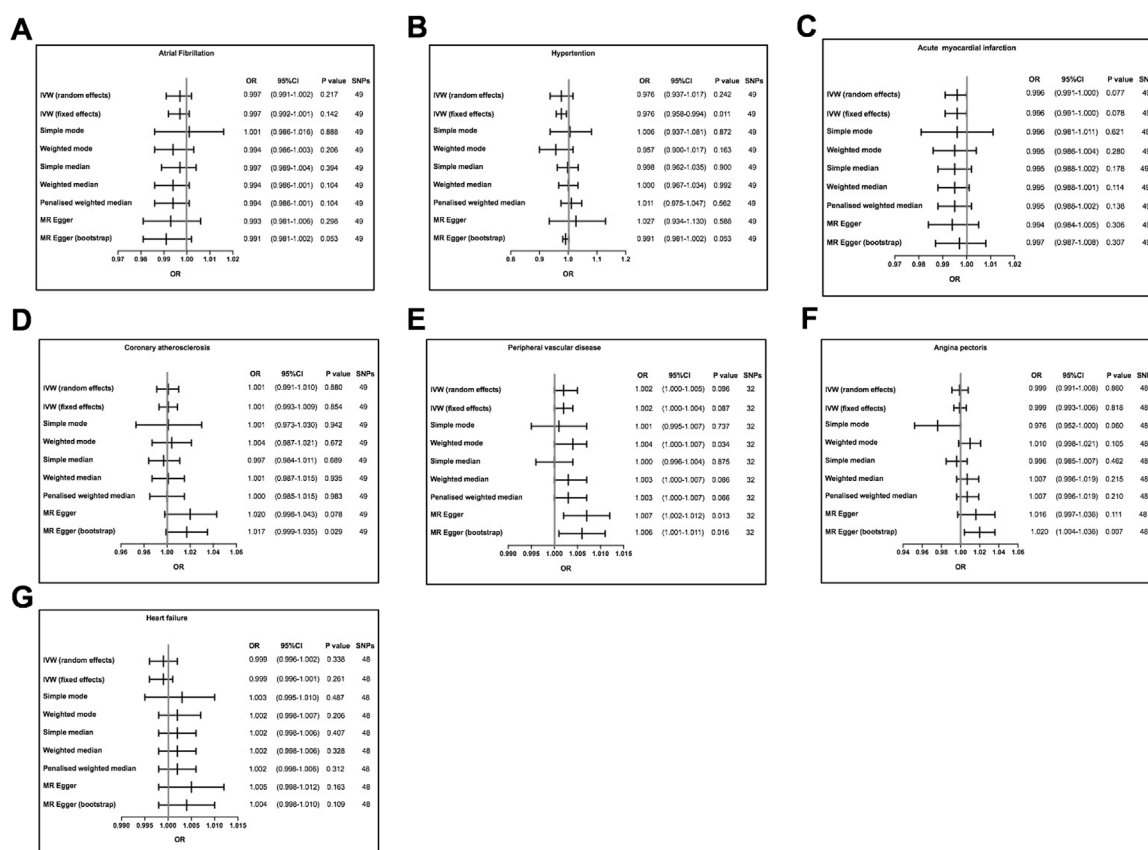 A
Atrial Fibrillation
OR 95%CI P value SNPs
IVW (random effects) 0.997 (0.991-1.002) 0.217 49
IVW (fixed effects) 0.997 (0.992-1.001) 0.142 49
Simple mode 1.001 (0.986-1.016) 0.888 49
Weighted mode 0.994 (0.986-1.003) 0.206 49
Simple median 0.997 (0.989-1.004) 0.394 49
Weighted median 0.994 (0.986-1.001) 0.104 49
Penalised weighted median 0.994 (0.986-1.001) 0.104 49
MR Egger 0.993 (0.981-1.006) 0.298 49
MR Egger (bootstrap) 0.991 (0.981-1.002) 0.053 49
0.97 0.98 0.99 1.00 1.01 1.02
OR
B
Hypertention
OR 95%CI P value SNPs
IVW (random effects) 0.976 (0.937-1.017) 0.242 49
IVW (fixed effects) 0.976 (0.958-0.994) 0.011 49
Simple mode 1.006 (0.937-1.081) 0.872 49
Weighted mode 0.957 (0.900-1.017) 0.163 49
Simple median 0.998 (0.962-1.035) 0.900 49
Weighted median 1.000 (0.967-1.034) 0.992 49
Penalised weighted median 1.011 (0.975-1.047) 0.562 49
MR Egger 1.027 (0.934-1.130) 0.588 49
MR Egger (bootstrap) 0.991 (0.981-1.002) 0.053 49
0.8 0.9 1.0 1.1 1.2
OR
C
Acute myocardial infarction
OR 95%CI P value SNPs
IVW (random effects) 0.996 (0.991-1.000) 0.077 49
IVW (fixed effects) 0.996 (0.991-1.000) 0.078 49
Simple mode 0.996 (0.981-1.011) 0.621 49
Weighted mode 0.995 (0.986-1.004) 0.280 49
Simple median 0.995 (0.988-1.002) 0.178 49
Weighted median 0.995 (0.988-1.001) 0.114 49
Penalised weighted median 0.995 (0.988-1.002) 0.138 49
MR Egger 0.994 (0.984-1.005) 0.306 49
MR Egger (bootstrap) 0.997 (0.987-1.008) 0.307 49
0.97 0.98 0.99 1.00 1.01 1.02
OR
D
Coronary atherosclerosis
OR 95%CI P value SNPs
IVW (random effects) 1.001 (0.991-1.010) 0.880 49
IVW (fixed effects) 1.001 (0.993-1.009) 0.854 49
Simple mode 1.001 (0.973-1.030) 0.942 49
Weighted mode 1.004 (0.987-1.021) 0.672 49
Simple median 0.997 (0.984-1.011) 0.689 49
Weighted median 1.001 (0.987-1.015) 0.935 49
Penalised weighted median 1.000 (0.985-1.015) 0.983 49
MR Egger 1.020 (0.998-1.043) 0.078 49
MR Egger (bootstrap) 1.017 (0.999-1.035) 0.029 49
0.96 0.98 1.00 1.02 1.04 1.06
OR
E
Peripheral vascular disease
OR 95%CI P value SNPs
IVW (random effects) 1.002 (1.000-1.005) 0.096 32
IVW (fixed effects) 1.002 (1.000-1.004) 0.087 32
Simple mode 1.001 (0.995-1.007) 0.737 32
Weighted mode 1.004 (1.000-1.007) 0.034 32
Simple median 1.000 (0.996-1.004) 0.875 32
Weighted median 1.003 (1.000-1.007) 0.086 32
Penalised weighted median 1.003 (1.000-1.007) 0.066 32
MR Egger 1.007 (1.002-1.012) 0.013 32
MR Egger (bootstrap) 1.006 (1.001-1.011) 0.016 32
0.990 0.995 1.000 1.005 1.010 1.015
OR
F
Angina pectoris
OR 95%CI P value SNPs
IVW (random effects) 0.999 (0.991-1.008) 0.860 48
IVW (fixed effects) 0.999 (0.993-1.006) 0.818 48
Simple mode 0.976 (0.952-1.000) 0.060 48
Weighted mode 1.010 (0.998-1.021) 0.105 48
Simple median 0.996 (0.985-1.007) 0.462 48
Weighted median 1.007 (0.996-1.019) 0.215 48
Penalised weighted median 1.007 (0.996-1.019) 0.210 48
MR Egger 1.016 (0.997-1.036) 0.111 48
MR Egger (bootstrap) 1.020 (1.004-1.036) 0.007 48
0.94 0.96 0.98 1.00 1.02 1.04 1.06
OR
G
Heart failure
OR 95%CI P value SNPs
IVW (random effects) 0.999 (0.996-1.002) 0.338 48
IVW (fixed effects) 0.999 (0.996-1.001) 0.261 48
Simple mode 1.003 (0.995-1.010) 0.487 48
Weighted mode 1.002 (0.998-1.007) 0.206 48
Simple median 1.002 (0.998-1.006) 0.407 48
Weighted median 1.002 (0.998-1.006) 0.328 48
Penalised weighted median 1.002 (0.998-1.006) 0.312 48
MR Egger 1.005 (0.998-1.012) 0.163 48
MR Egger (bootstrap) 1.004 (0.998-1.010) 0.109 48
0.990 0.995 1.000 1.005 1.010 1.015
OR